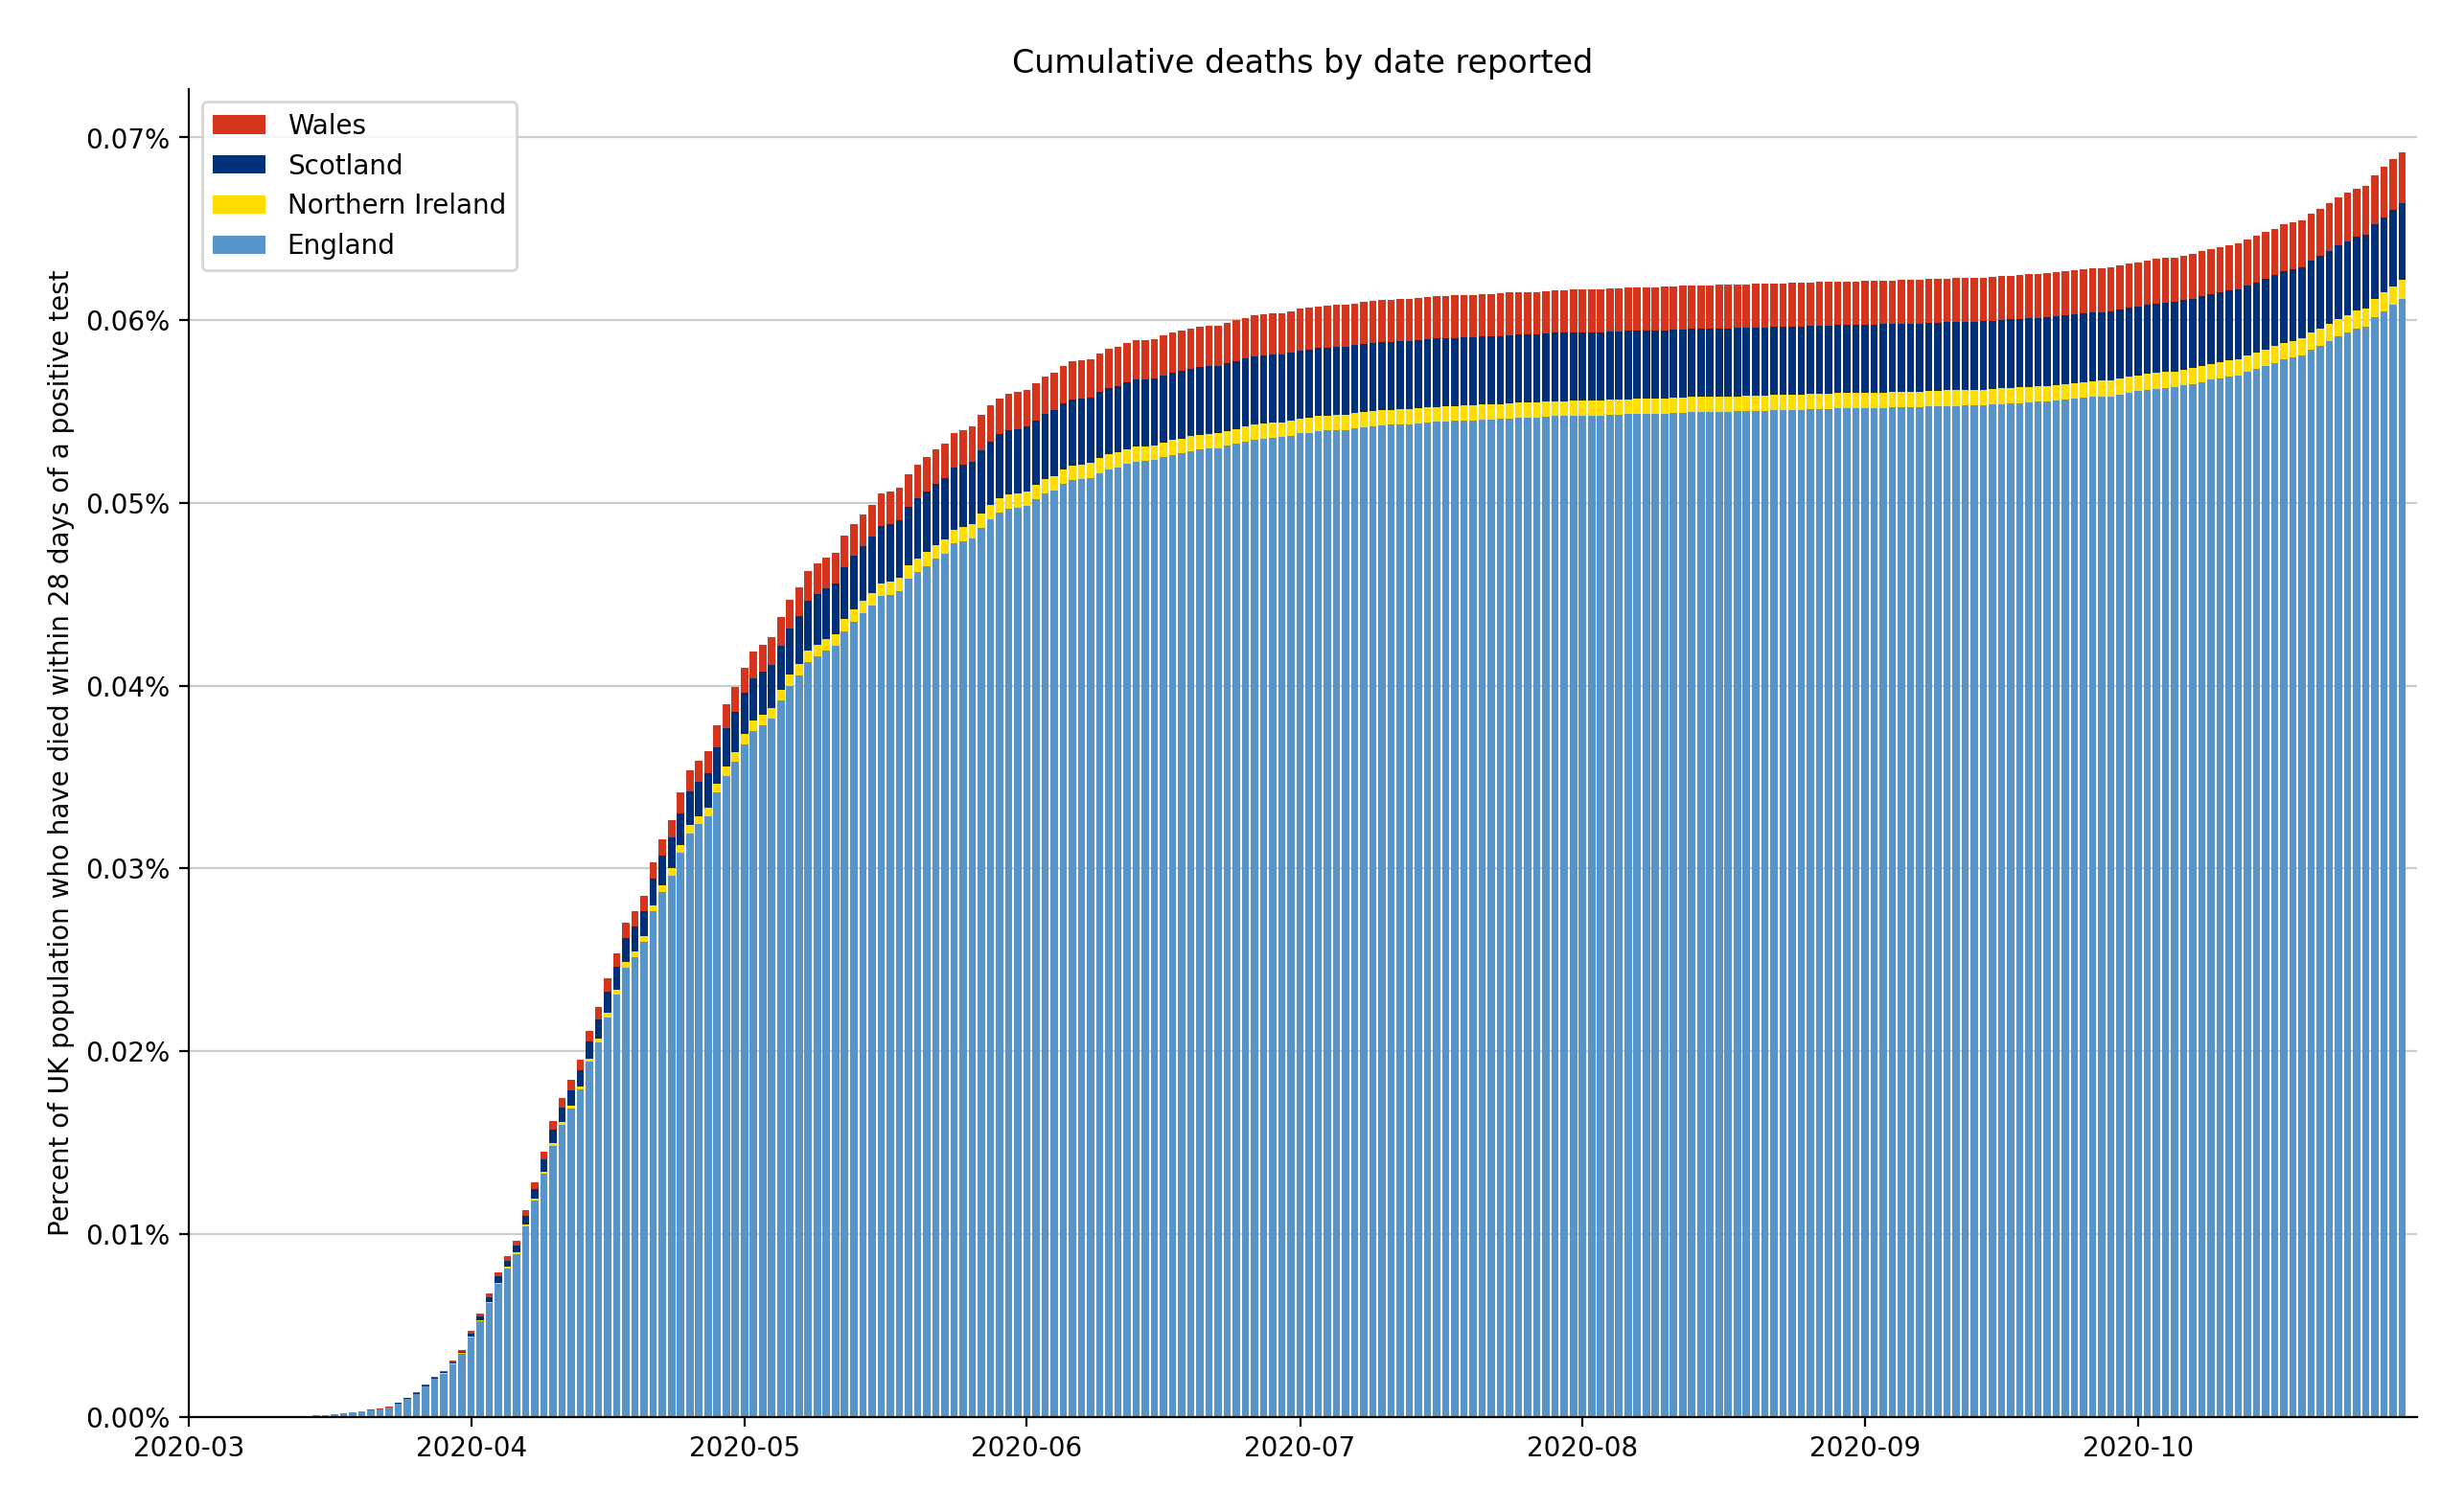 Cumulative deaths by date reported
Wales
Scotland
Northern Ireland
England
Percent of UK population who have died within 28 days of a positive test
0.07%
0.06%
0.05%
0.04%
0.03%
0.02%
0.01%
0.00%
2020-03 2020-04 2020-05 2020-06 2020-07 2020-08 2020-09 2020-10